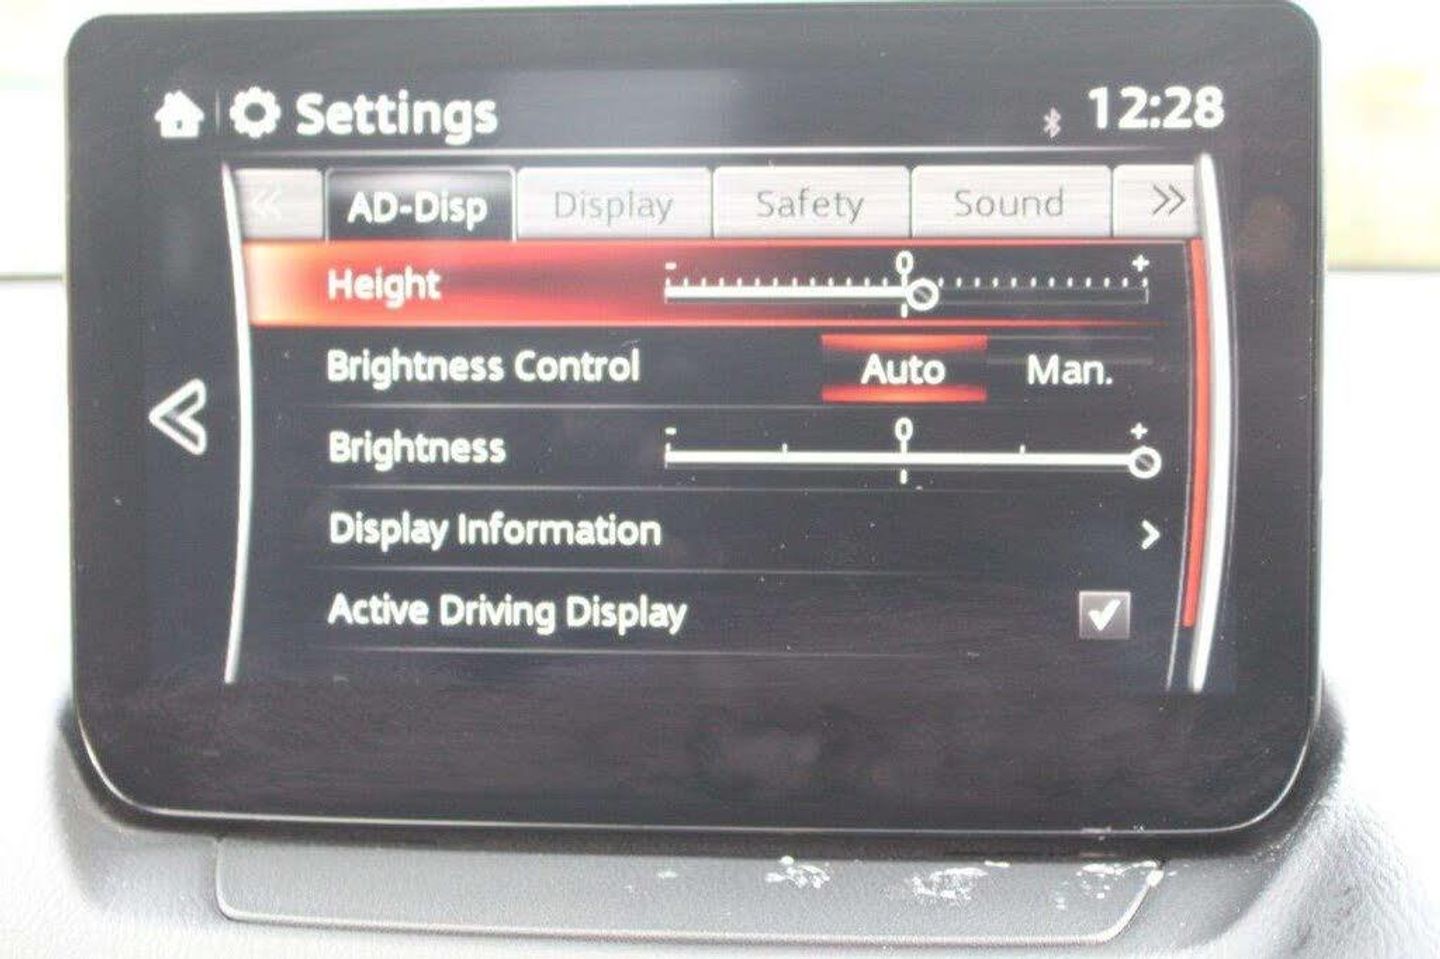 Settings 12:28
« AD-Disp Display Safety Sound »
Height - 0 +
Brightness Control Auto Man.
Brightness - 0 +
Display Information >
Active Driving Display